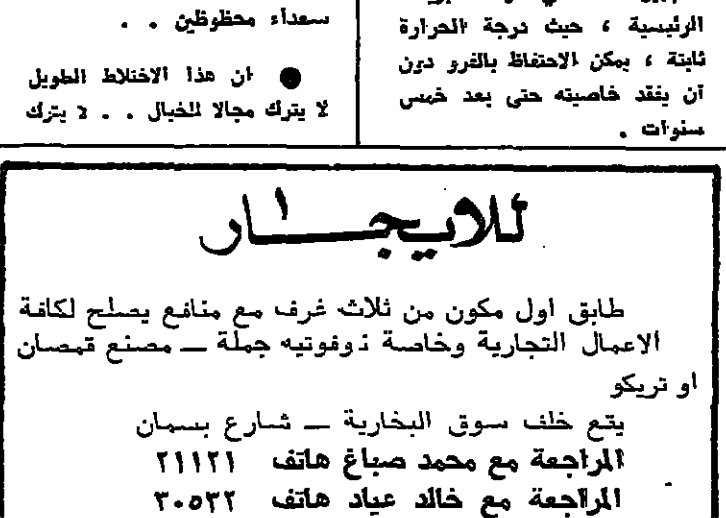 الرئيسية ، حيث درجة الحرارة
ثابتة ، يمكن الاحتفاظ بالفرو دون
أن يفقد خاصيته حتى بعد خمس
سنوات .
سعداء محظوظين . .
● ان هذا الاختلاط الطويل
لا يترك مجالا للخيال . . لا يترك
للايجار
طابق اول مكون من ثلاث غرف مع منافع يصلح لكافة
الاعمال التجارية وخاصة نوفوتيه جملة — مصنع قمصان
او تريكو
يقع خلف سوق البخارية — شارع بسمان
المراجعة مع محمد صباغ هاتف ٢١١٢١
المراجعة مع خالد عياد هاتف ٣٠٥٣٢